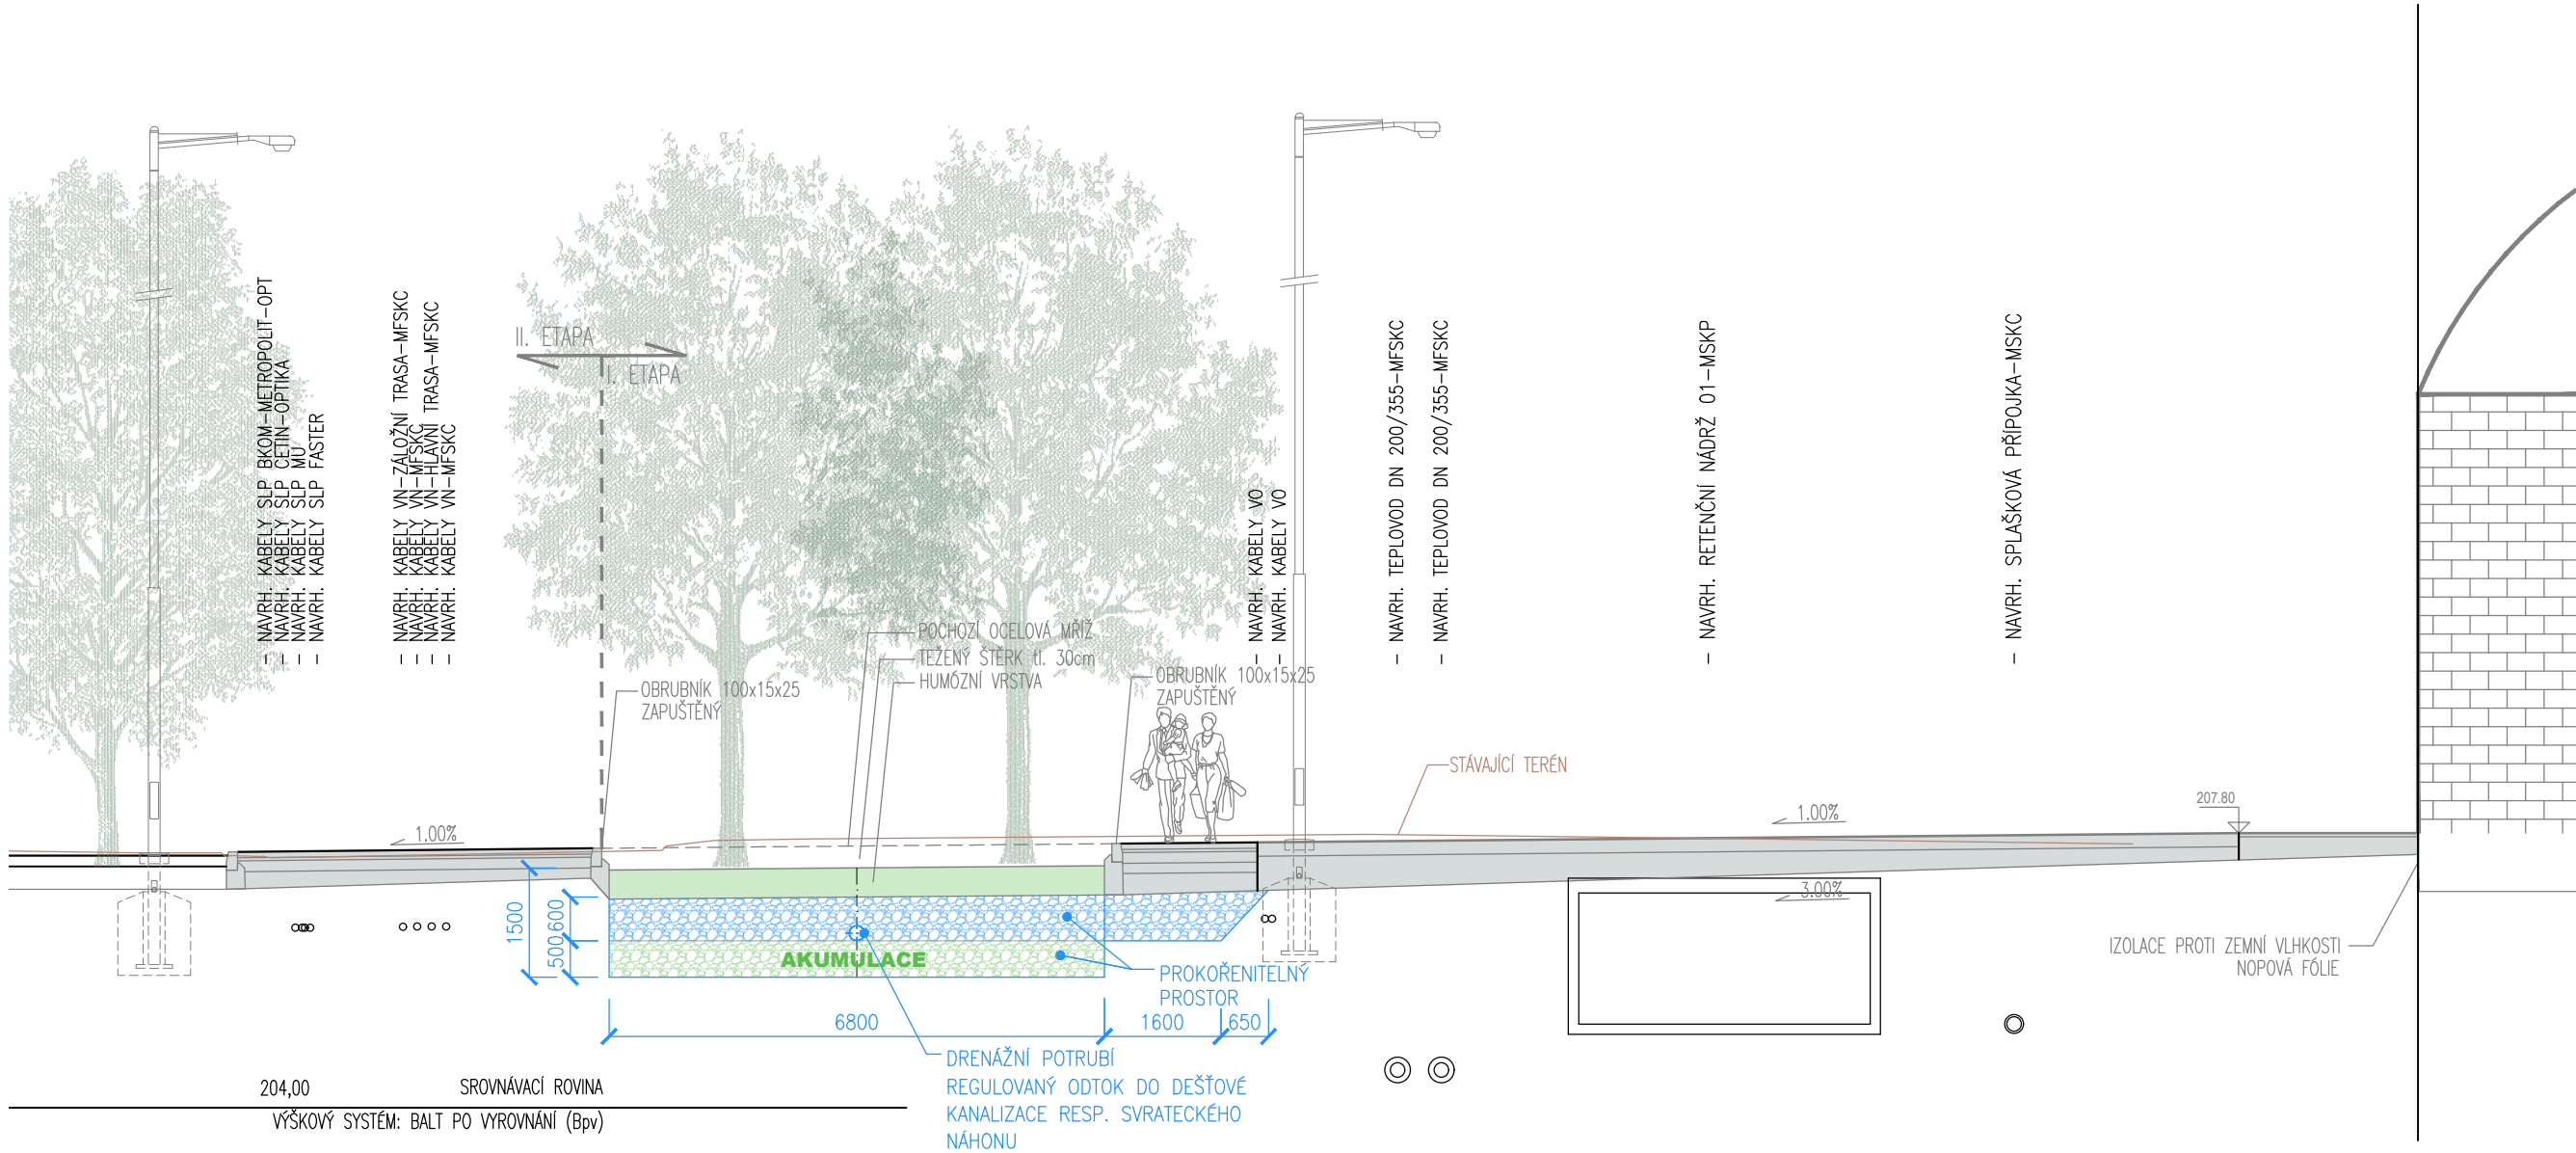 - NAVRH. KABELY SLP BKOM-METROPOLIT-OPT
- NAVRH. KABELY SLP CETIN-OPTIKA
- NAVRH. KABELY SLP MU
- NAVRH. KABELY SLP FASTER
- NAVRH. KABELY VN-ZÁLOŽNÍ TRASA-MFSKC
- NAVRH. KABELY VN-MFSKC
- NAVRH. KABELY VN-HLAVNÍ TRASA-MFSKC
- NAVRH. KABELY VN-MFSKC
II. ETAPA
I. ETAPA
- NAVRH. KABELY VO
- NAVRH. KABELY VO
- NAVRH. TEPLOVOD DN 200/355-MFSKC
- NAVRH. TEPLOVOD DN 200/355-MFSKC
- NAVRH. RETENČNÍ NÁDRŽ 01-MSKP
- NAVRH. SPLAŠKOVÁ PŘÍPOJKA-MSKC
POCHOZÍ OCELOVÁ MŘÍŽ
TEŽENÝ ŠTĚRK tl. 30cm
HUMÓZNÍ VRSTVA
OBRUBNÍK 100x15x25
ZAPUŠTĚNÝ
OBRUBNÍK 100x15x25
ZAPUŠTĚNÝ
STÁVAJÍCÍ TERÉN
207.80
1.00%
1.00%
3.00%
1500
600
500
AKUMULACE
PROKOŘENITELNÝ
PROSTOR
IZOLACE PROTI ZEMNÍ VLHKOSTI
NOPOVÁ FÓLIE
6800
1600
650
DRENÁŽNÍ POTRUBÍ
REGULOVANÝ ODTOK DO DEŠŤOVÉ
KANALIZACE RESP. SVRATECKÉHO
NÁHONU
204,00 SROVNÁVACÍ ROVINA
VÝŠKOVÝ SYSTÉM: BALT PO VYROVNÁNÍ (Bpv)